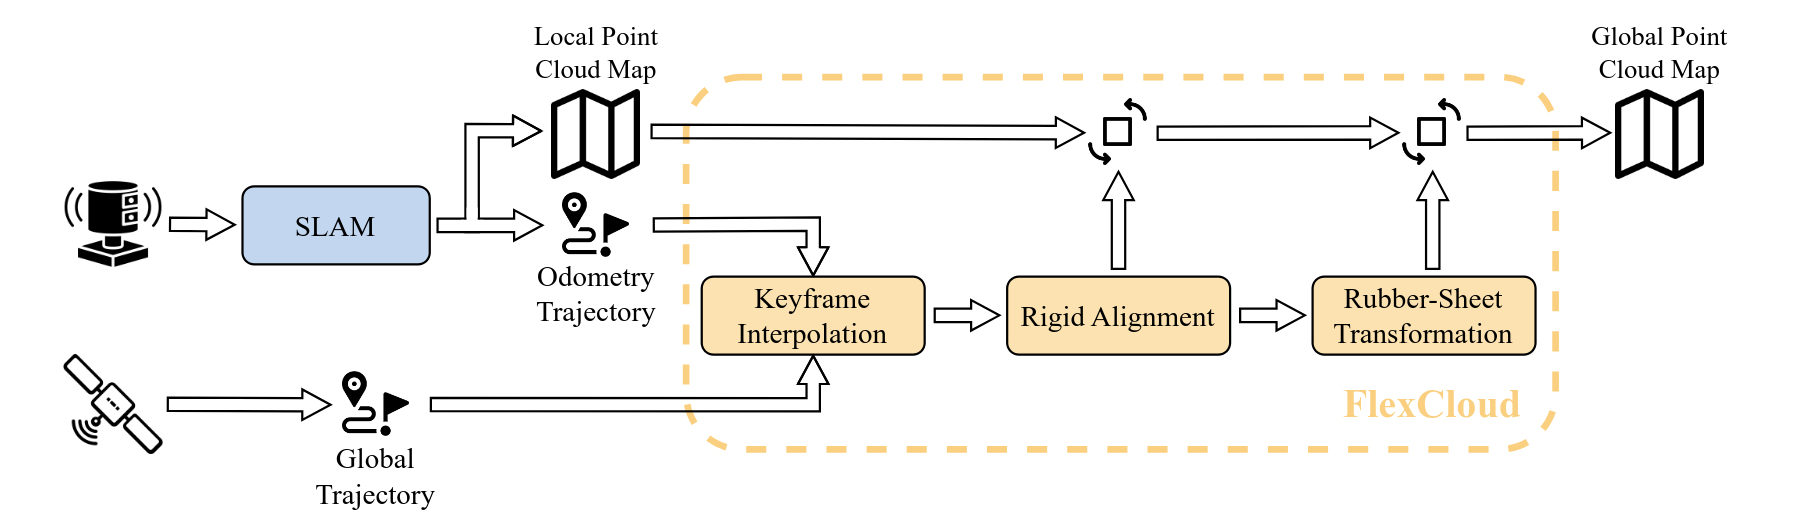 Local Point
Cloud Map
Global Point
Cloud Map
SLAM
Odometry
Trajectory
Keyframe
Interpolation
Rigid Alignment
Rubber-Sheet
Transformation
FlexCloud
Global
Trajectory